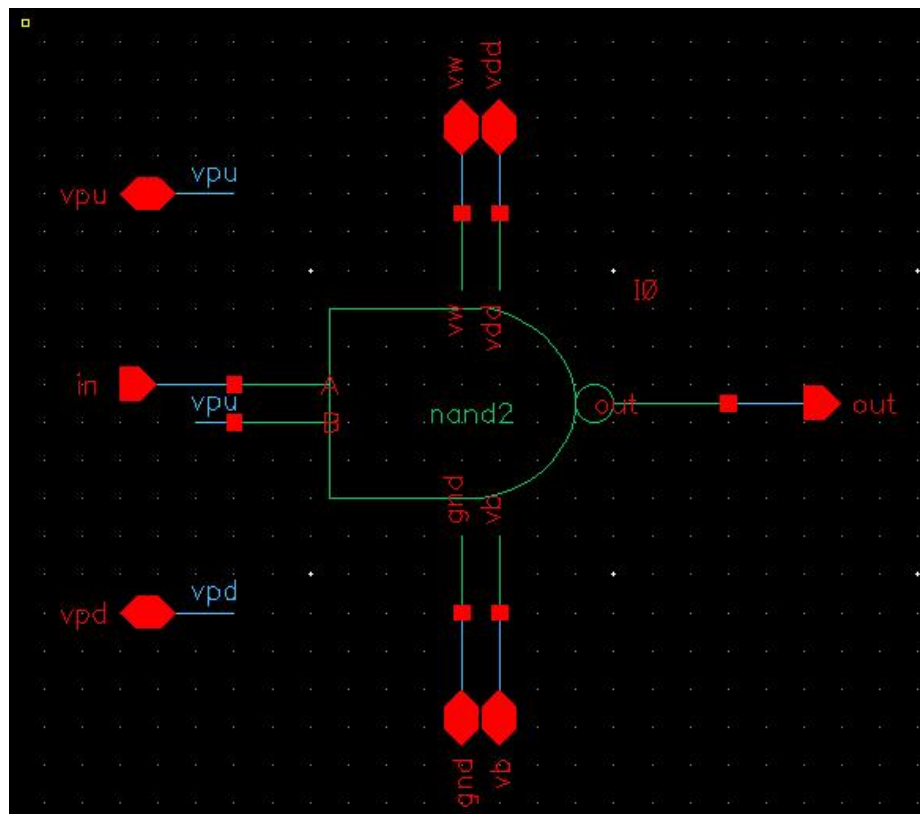 vw vdd
vpu vpu
I0
vw vdd
in A
vpu B
nand2 out out
gnd vb
vpd vpd
gnd vb